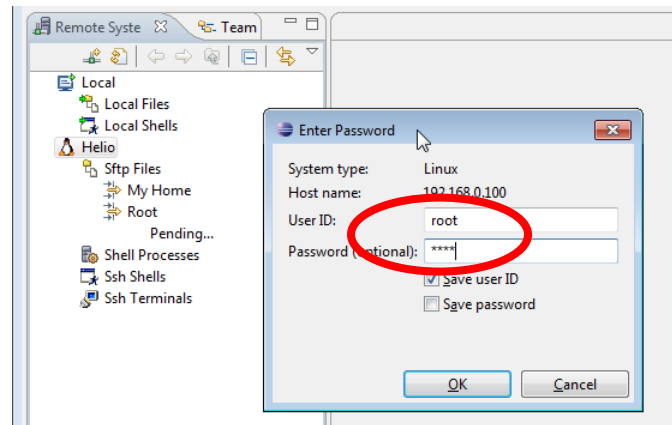 Remote Syste
Team
Local
Local Files
Local Shells
Helio
Sftp Files
My Home
Root
Pending...
Shell Processes
Ssh Shells
Ssh Terminals
Enter Password
System type: Linux
Host name: 192.168.0.100
User ID: root
Password (optional): ****
Save user ID
Save password
OK Cancel